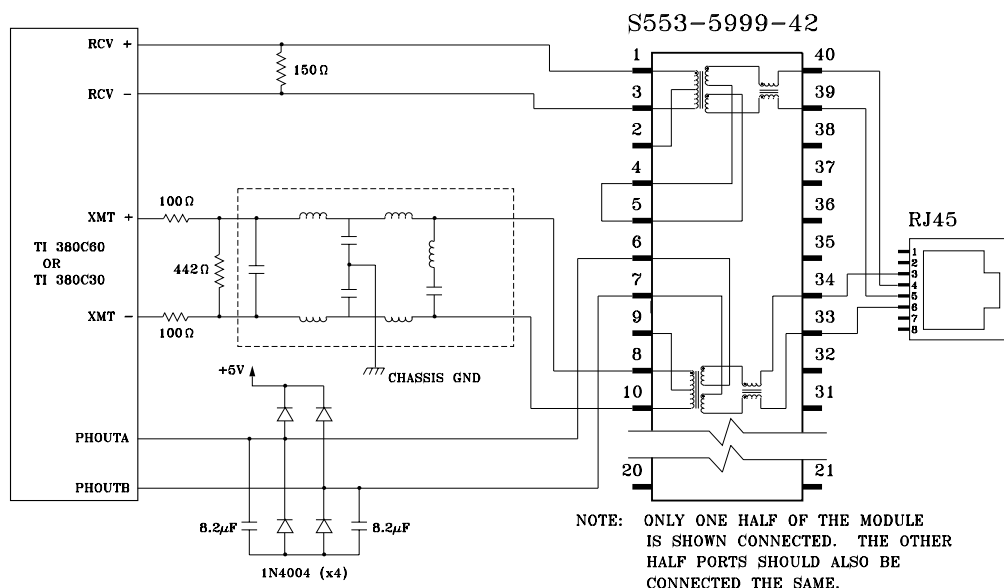 S553-5999-42
RCV +
150Ω
RCV −
1
3
2
4
5
6
7
9
8
10
20
40
39
38
37
36
35
34
33
32
31
21
XMT +
100Ω
TI 380C60
OR
TI 380C30
442Ω
XMT −
100Ω
CHASSIS GND
+5V
PHOUTA
PHOUTB
8.2µF
8.2µF
1N4004 (x4)
RJ45
1
2
3
4
5
6
7
8
NOTE: ONLY ONE HALF OF THE MODULE
IS SHOWN CONNECTED. THE OTHER
HALF PORTS SHOULD ALSO BE
CONNECTED THE SAME.